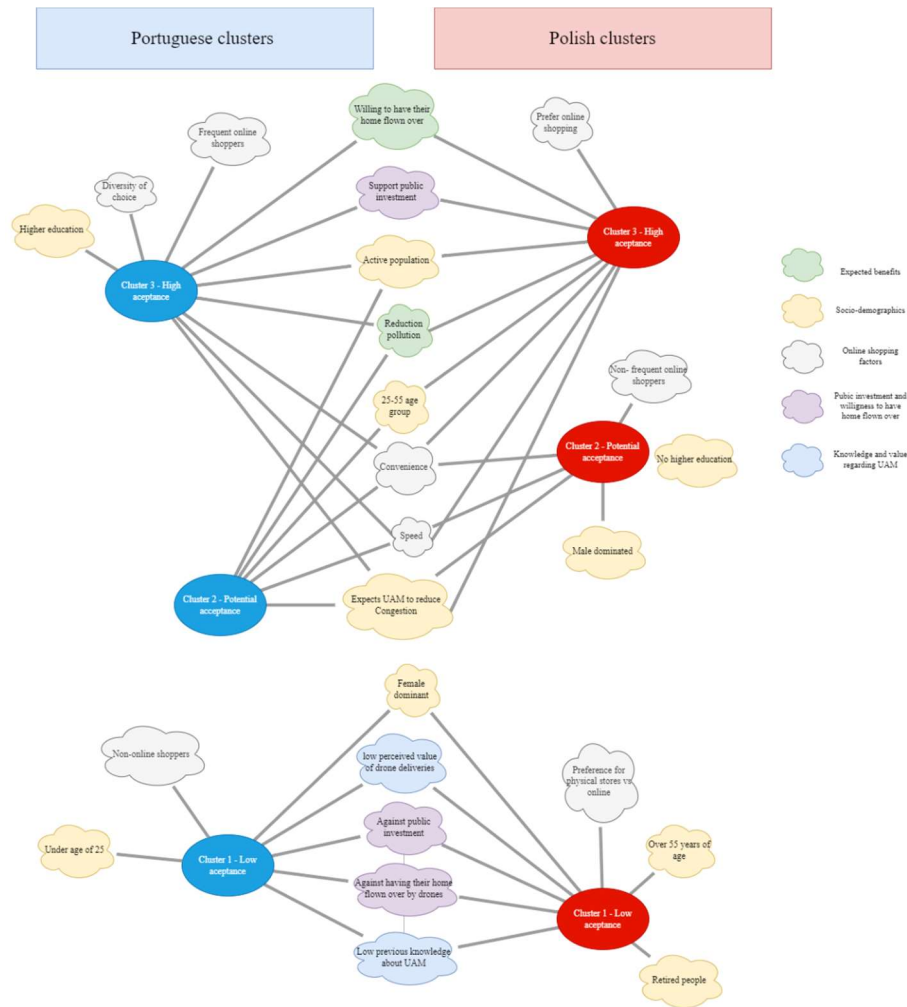 Portuguese clusters
Polish clusters
Willing to have their
home flown over
Prefer online
shopping
Frequent online
shoppers
Diversity of
choice
Support public
investment
Higher education
Cluster 3 - High
aceptance
Active population
Cluster 3 - High
aceptance
Expected benefits
Reduction
pollution
Socio-demographics
Online shopping
factors
Non- frequent online
shoppers
25-55 age
group
Pubic investment and
willigness to have
home flown over
Cluster 2 - Potential
acceptance
No higher education
Convenience
Knowledge and value
regarding UAM
Speed
Male dominated
Cluster 2 - Potential
acceptance
Expects UAM to reduce
Congestion
Female
dominant
Non-online shoppers
low perceived value
of drone deliveries
Preference for
physical stores vs
online
Against public
investment
Under age of 25
Cluster 1 - Low
aceptance
Over 55 years of
age
Against having their home
flown over by drones
Cluster 1 - Low
aceptance
Low previous knowledge
about UAM
Retired people